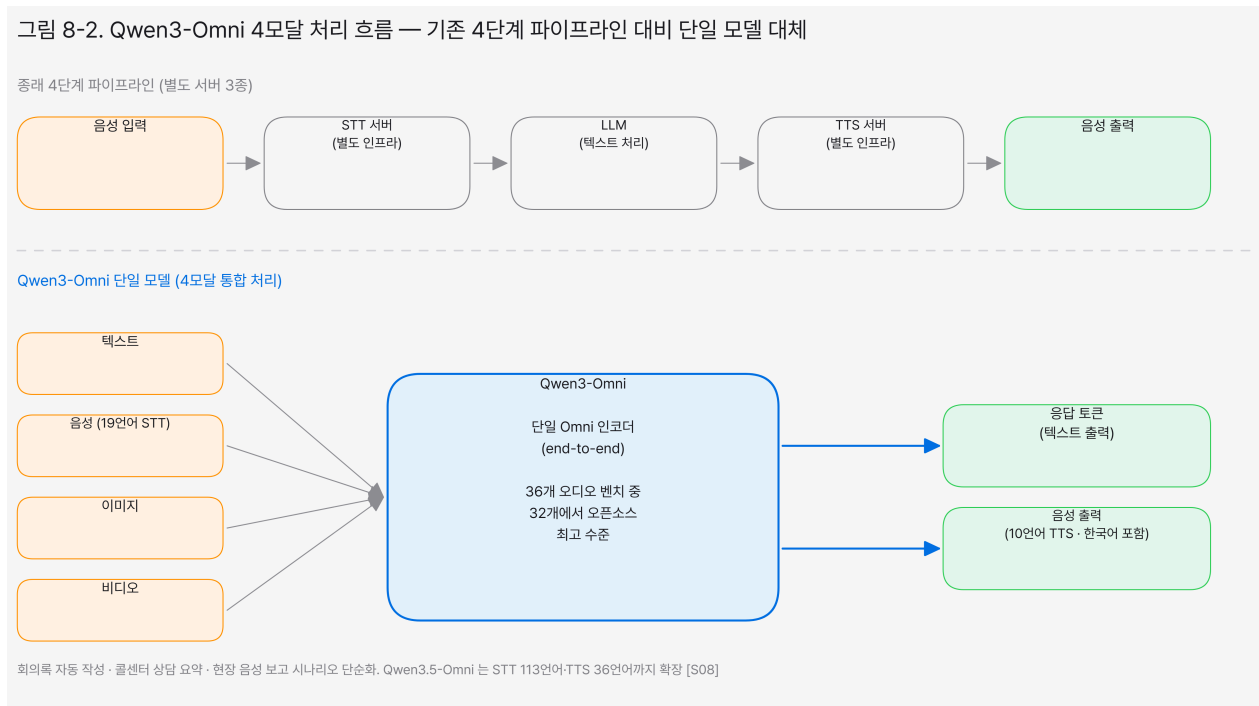 그림 8-2. Qwen3-Omni 4모달 처리 흐름 — 기존 4단계 파이프라인 대비 단일 모델 대체
종래 4단계 파이프라인 (별도 서버 3종)
음성 입력
STT 서버
(별도 인프라)
LLM
(텍스트 처리)
TTS 서버
(별도 인프라)
음성 출력
Qwen3-Omni 단일 모델 (4모달 통합 처리)
텍스트
음성 (19언어 STT)
이미지
비디오
Qwen3-Omni
단일 Omni 인코더
(end-to-end)
36개 오디오 벤치 중
32개에서 오픈소스
최고 수준
응답 토큰
(텍스트 출력)
음성 출력
(10언어 TTS · 한국어 포함)
회의록 자동 작성 · 콜센터 상담 요약 · 현장 음성 보고 시나리오 단순화. Qwen3.5-Omni 는 STT 113언어·TTS 36언어까지 확장 [S08]